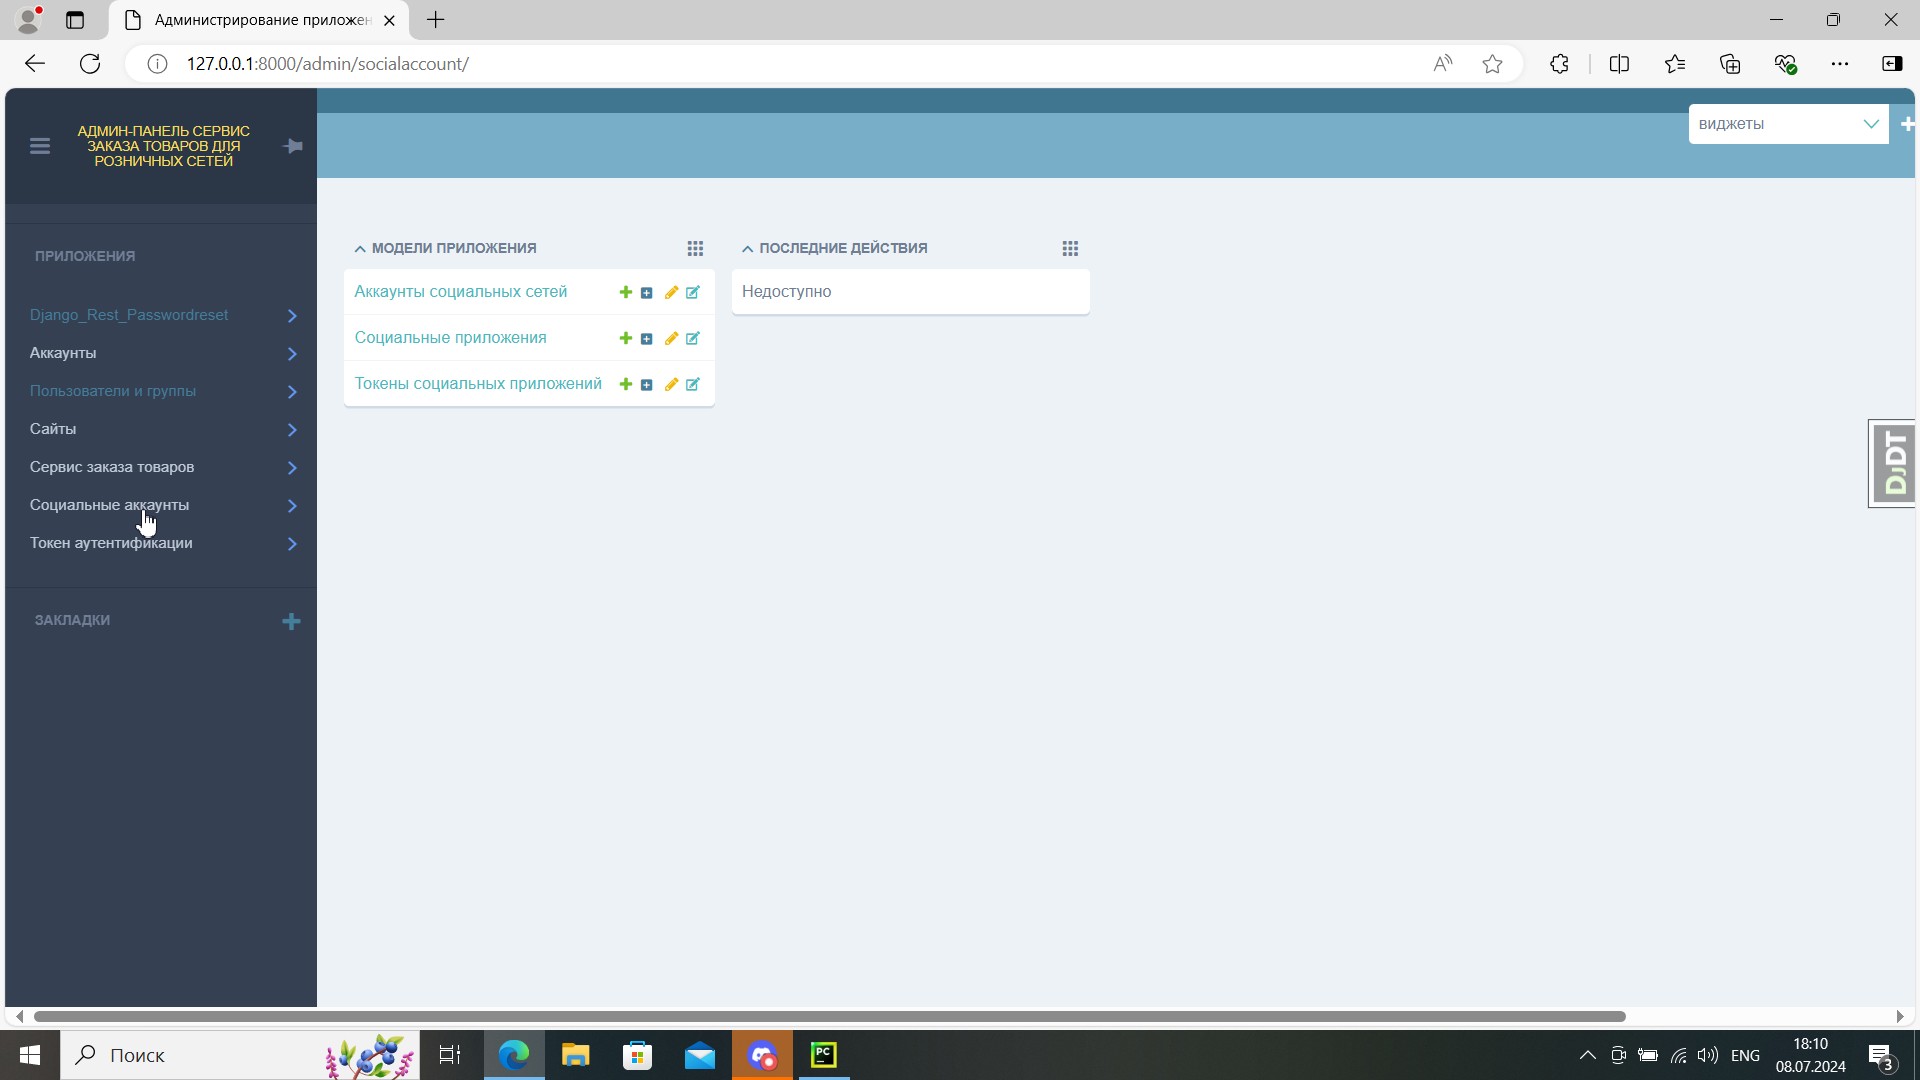 Администрирование приложен
127.0.0.1:8000/admin/socialaccount/
АДМИН-ПАНЕЛЬ СЕРВИС
ЗАКАЗА ТОВАРОВ ДЛЯ
РОЗНИЧНЫХ СЕТЕЙ
виджеты
ПРИЛОЖЕНИЯ
Django_Rest_Passwordreset
Аккаунты
Пользователи и группы
Сайты
Сервис заказа товаров
Социальные аккаунты
Токен аутентификации
ЗАКЛАДКИ
МОДЕЛИ ПРИЛОЖЕНИЯ
Аккаунты социальных сетей
Социальные приложения
Токены социальных приложений
ПОСЛЕДНИЕ ДЕЙСТВИЯ
Недоступно
DJDT
Поиск
PC
ENG
18:10
08.07.2024
3